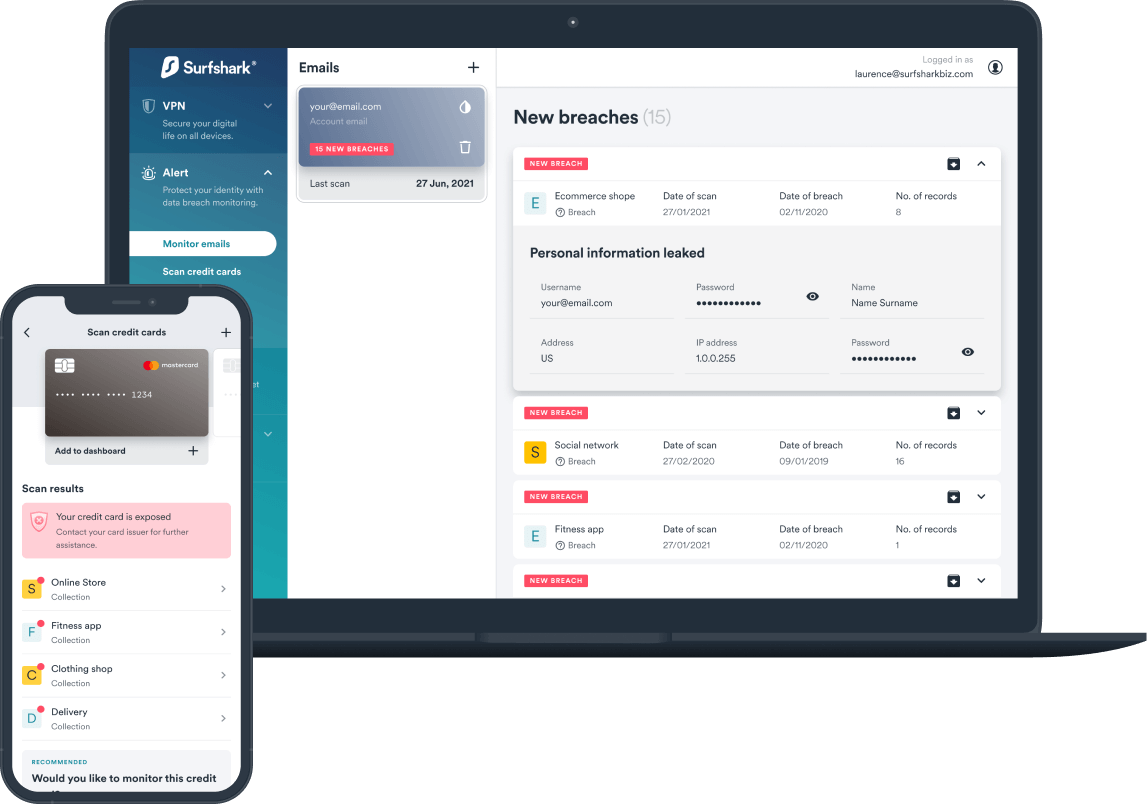 Surfshark®
VPN
Secure your digital
life on all devices.
Alert
Protect your identity with
data breach monitoring.
Monitor emails
Scan credit cards
Emails
your@email.com
Account email
15 NEW BREACHES
Last scan 27 Jun, 2021
Logged in as
laurence@surfsharkbiz.com
New breaches (15)
NEW BREACH
E Ecommerce shope Date of scan Date of breach No. of records
Breach 27/01/2021 02/11/2020 8
Personal information leaked
Username Password Name
your@email.com •••••••••••• Name Surname
Address IP address Password
US 1.0.0.255 ••••••••••••
NEW BREACH
S Social network Date of scan Date of breach No. of records
Breach 27/02/2020 09/01/2019 16
NEW BREACH
E Fitness app Date of scan Date of breach No. of records
Breach 27/01/2021 02/11/2020 1
NEW BREACH
Scan credit cards
mastercard
•••• •••• •••• 1234
Add to dashboard
Scan results
Your credit card is exposed
Contact your card issuer for further
assistance.
S Online Store
Collection
F Fitness app
Collection
C Clothing shop
Collection
D Delivery
Collection
RECOMMENDED
Would you like to monitor this credit